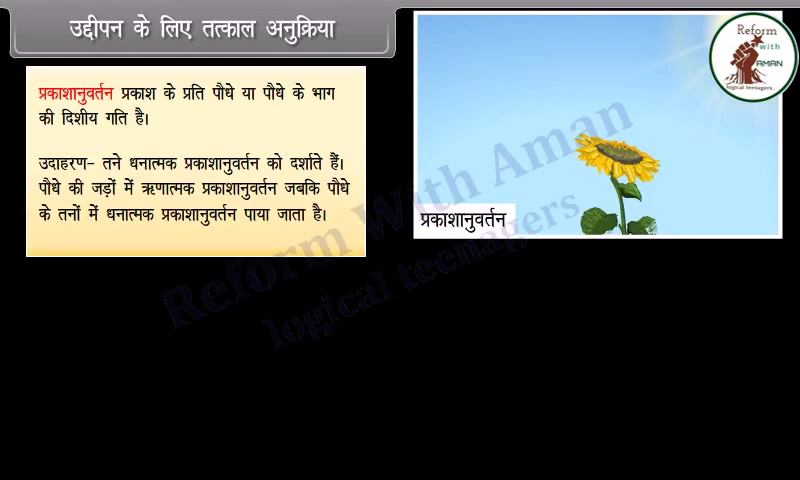 उद्दीपन के लिए तत्काल अनुक्रिया
प्रकाशानुवर्तन प्रकाश के प्रति पौधे या पौधे के भाग
की दिशीय गति है।
उदाहरण– तने धनात्मक प्रकाशानुवर्तन को दर्शाते हैं।
पौधे की जड़ों में ऋणात्मक प्रकाशानुवर्तन जबकि पौधे
के तनों में धनात्मक प्रकाशानुवर्तन पाया जाता है।
प्रकाशानुवर्तन
Reform
with
AMAN
logical teenagers.
Reform With Aman
logical teenagers